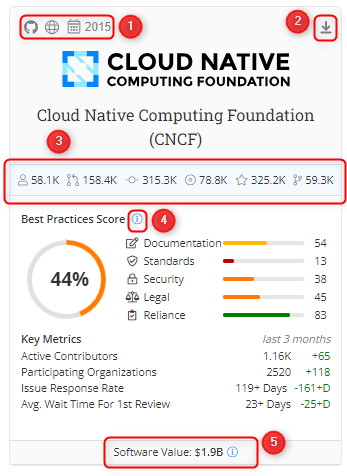 1
2
2015
CLOUD NATIVE
COMPUTING FOUNDATION
Cloud Native Computing Foundation
(CNCF)
3
58.1K 158.4K 315.3K 78.8K 325.2K 59.3K
Best Practices Score
4
44%
Documentation 54
Standards 13
Security 38
Legal 45
Reliance 83
Key Metrics last 3 months
Active Contributors 1.16K +65
Participating Organizations 2520 +118
Issue Response Rate 119+ Days -161+D
Avg. Wait Time For 1st Review 23+ Days -25+D
5
Software Value: $1.9B